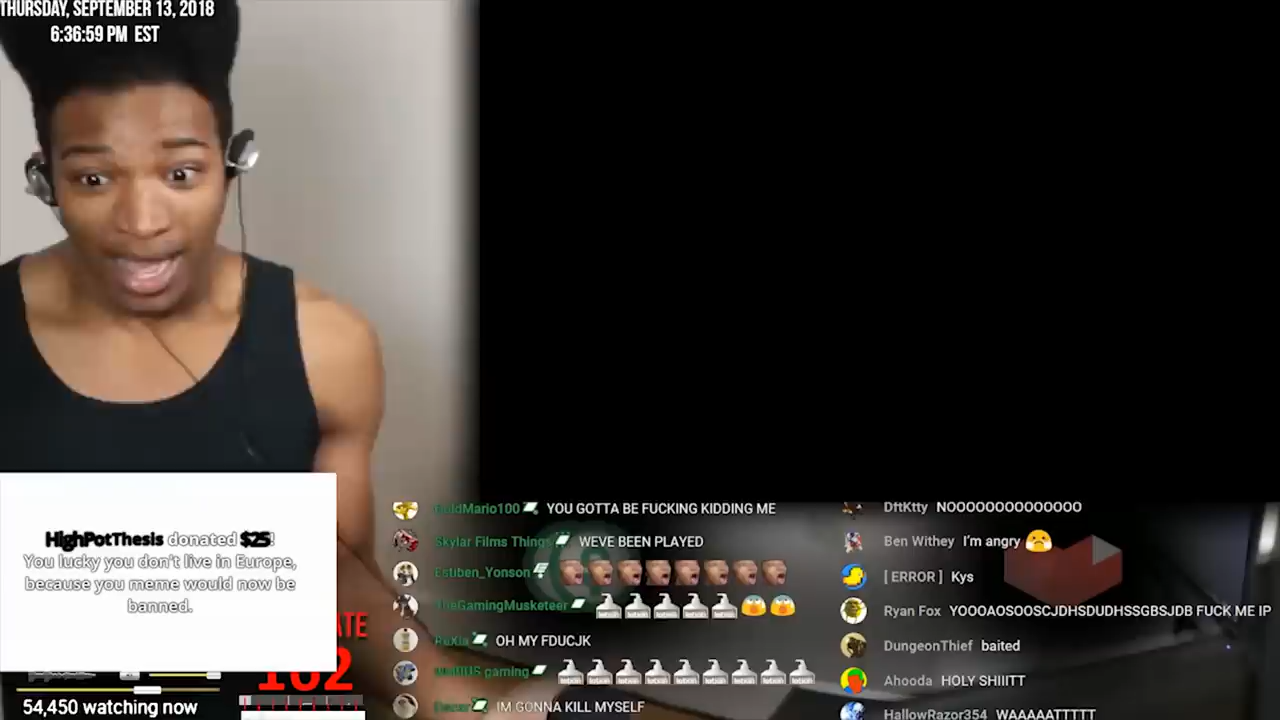 THURSDAY, SEPTEMBER 13, 2018
6:36:59 PM EST
HighPotThesis donated $25!
You lucky you don't live in Europe,
because you meme would now be
banned.
54,450 watching now
GoldMario100 YOU GOTTA BE FUCKING KIDDING ME
Skylar Films Things WEVE BEEN PLAYED
Estiben_Yonson
TheGamingMusketeer
OH MY FDUCJK
gaming
IM GONNA KILL MYSELF
DftKtty NOOOOOOOOOOOOO
Ben Withey I'm angry
[ ERROR ] Kys
Ryan Fox YOOOAOSOOSCJDHSDUDHSSGBSJDB FUCK ME IP
DungeonThief baited
Ahooda HOLY SHIIITT
HallowRazor354 WAAAAATTTTT